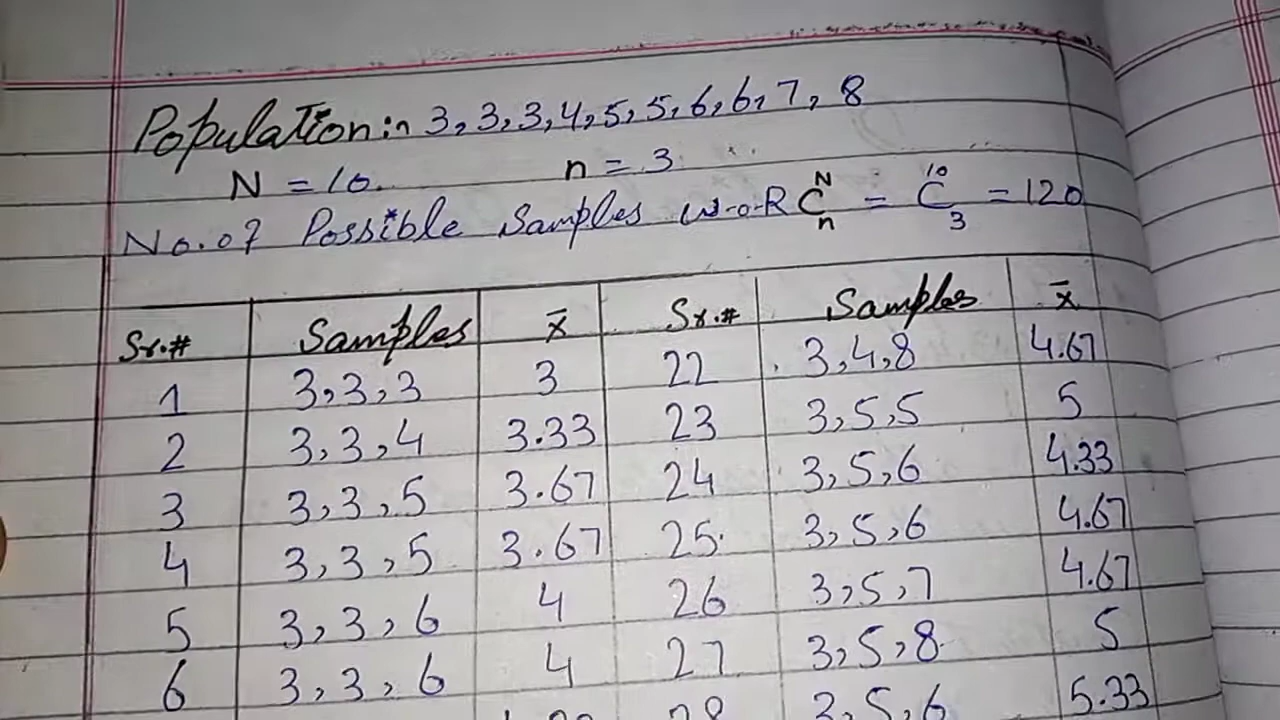 Population:- 3,3,3,4,5,5,6,6,7,8
N = 10. n = 3.
No. of Possible Samples w-o-R C N n = C 10 3 = 120
Sr.# Samples x̄ Sr.# Samples x̄
1 3,3,3 3 22 3,4,8 4.67
2 3,3,4 3.33 23 3,5,5 5
3 3,3,5 3.67 24 3,5,6 4.33
4 3,3,5 3.67 25. 3,5,6 4.67
5 3,3,6 4 26 3,5,7 4.67
6 3,3,6 4 27 3,5,8 5
28 3,5,6 5.33